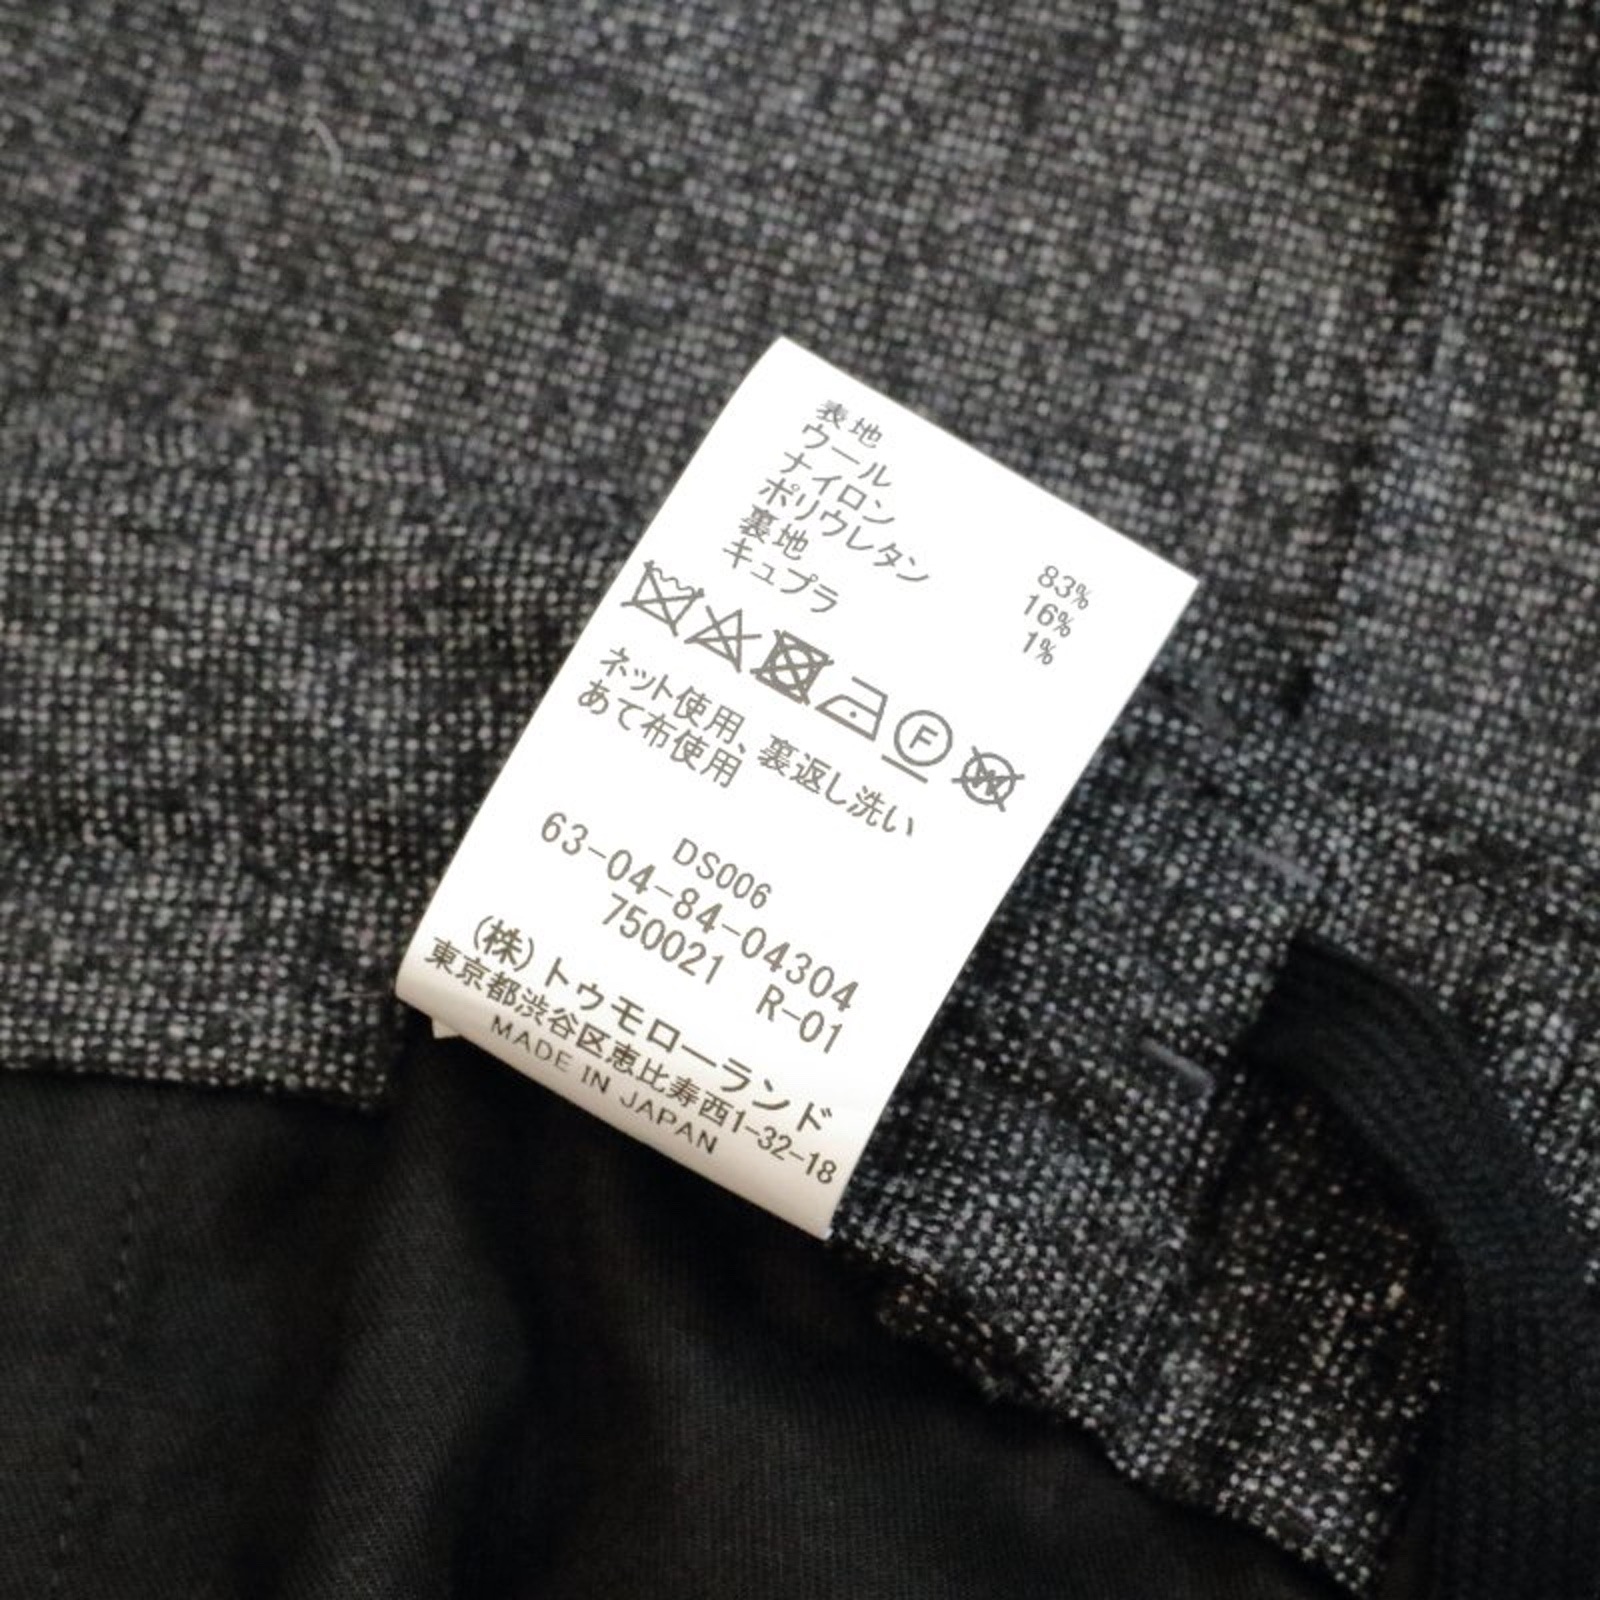 表地
ウール 83%
ナイロン 16%
ポリウレタン 1%
裏地
キュプラ
F
W
ネット使用、裏返し洗い
あて布使用
DS006
63-04-84-04304
750021 R-01
(株)トゥモローランド
東京都渋谷区恵比寿西1-32-18
MADE IN JAPAN